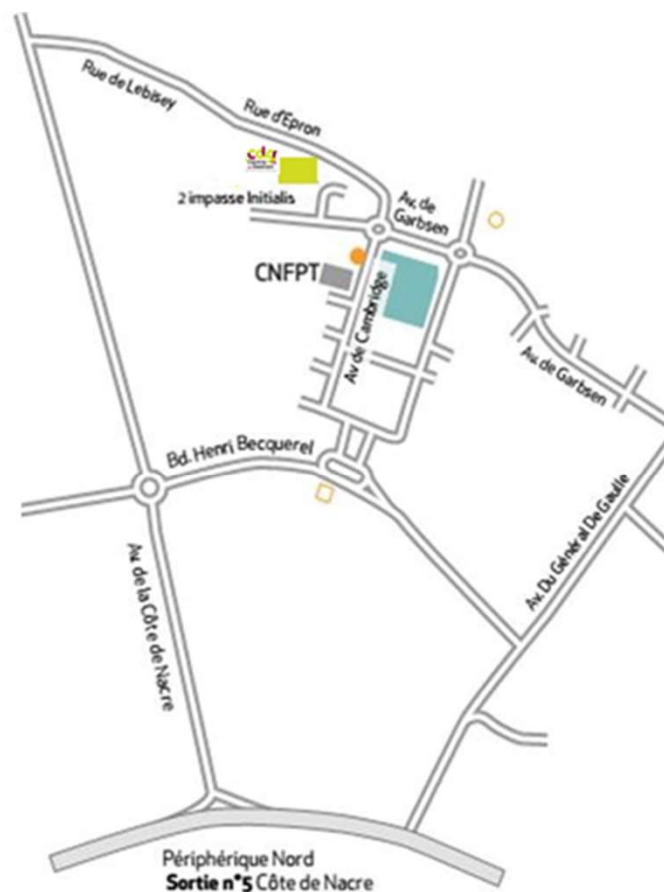 Rue de Lebisey
Rue d'Epron
cdg
2 impasse Initialis
Av. de
Garbsen
CNFPT
Av de Cambridge
Av. de Garbsen
Bd. Henri Becquerel
Av. Du Général De Gaulle
Av. de la Côte de Nacre
Périphérique Nord
Sortie n°5 Côte de Nacre